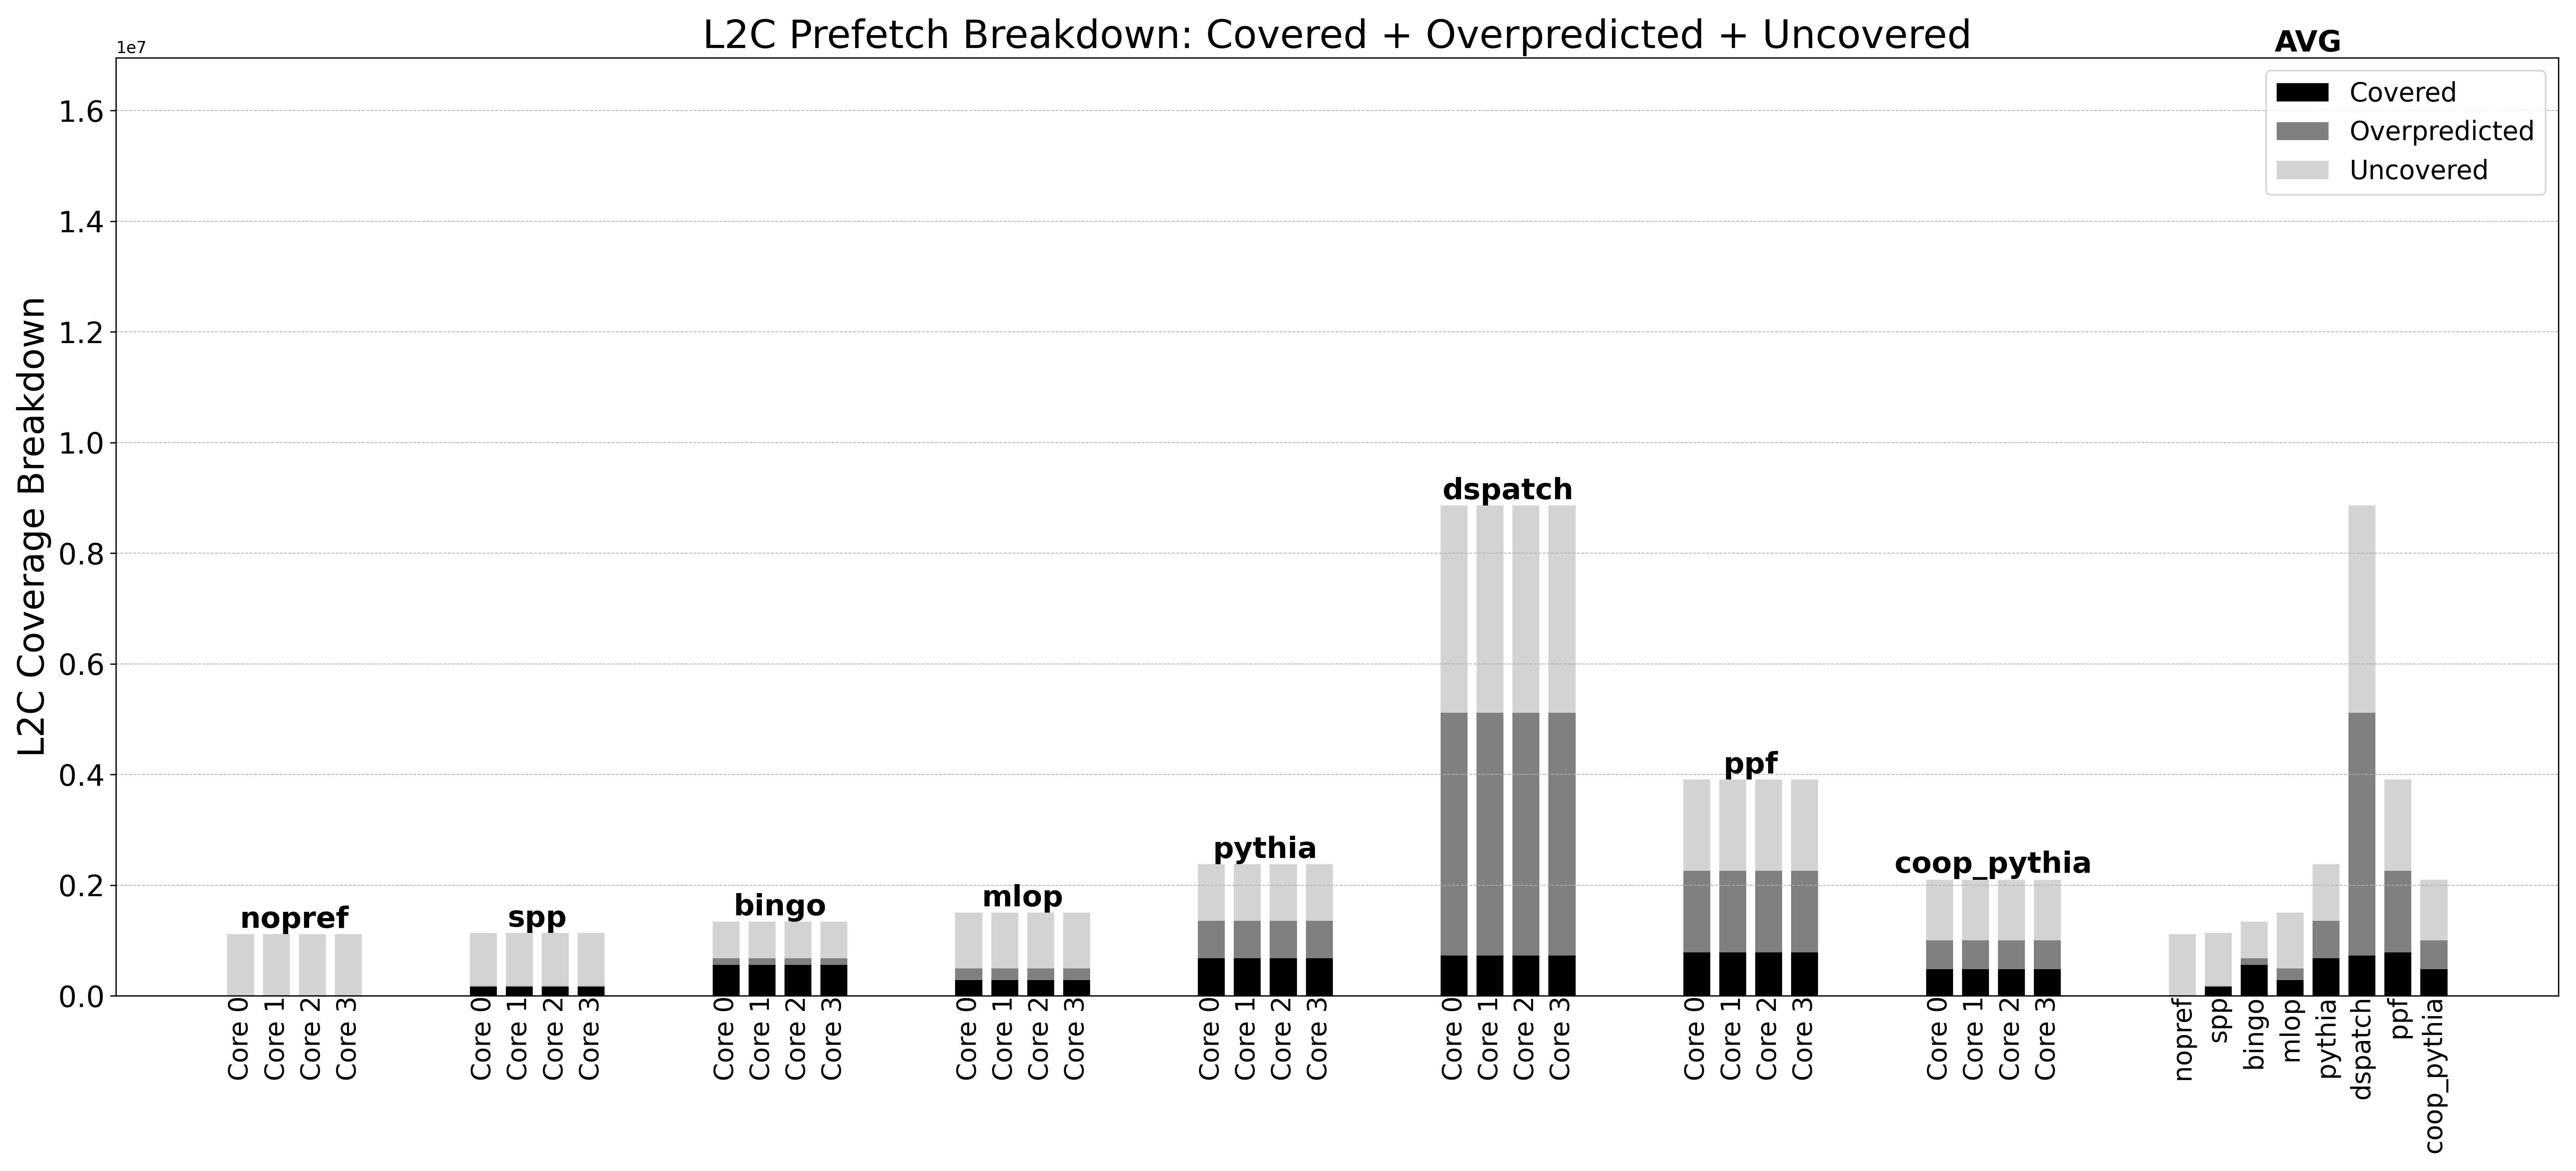 L2C Prefetch Breakdown: Covered + Overpredicted + Uncovered
AVG
1e7
Covered
Overpredicted
Uncovered
L2C Coverage Breakdown
1.6
1.4
1.2
1.0
0.8
0.6
0.4
0.2
0.0
nopref
spp
bingo
mlop
pythia
dspatch
ppf
coop_pythia
Core 0
Core 1
Core 2
Core 3
Core 0
Core 1
Core 2
Core 3
Core 0
Core 1
Core 2
Core 3
Core 0
Core 1
Core 2
Core 3
Core 0
Core 1
Core 2
Core 3
Core 0
Core 1
Core 2
Core 3
Core 0
Core 1
Core 2
Core 3
Core 0
Core 1
Core 2
Core 3
nopref
spp
bingo
mlop
pythia
dspatch
ppf
coop_pythia